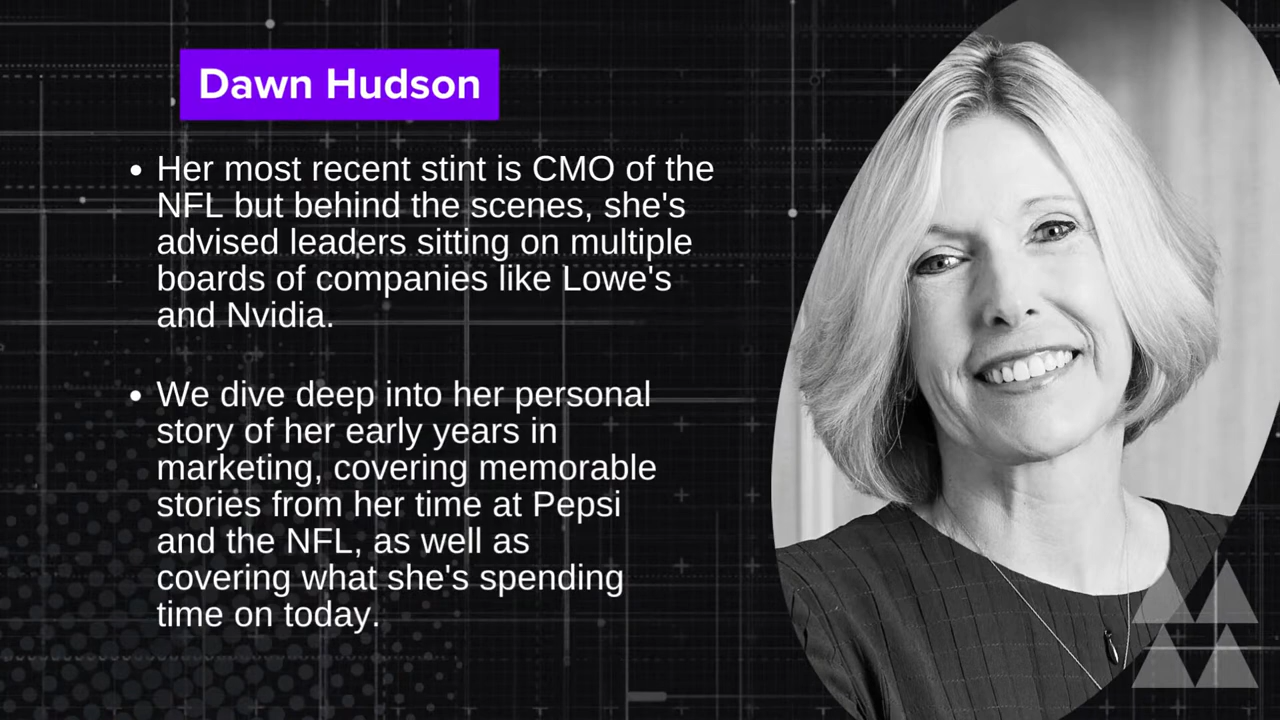 Dawn Hudson
• Her most recent stint is CMO of the
NFL but behind the scenes, she's
advised leaders sitting on multiple
boards of companies like Lowe's
and Nvidia.
• We dive deep into her personal
story of her early years in
marketing, covering memorable
stories from her time at Pepsi
and the NFL, as well as
covering what she's spending
time on today.